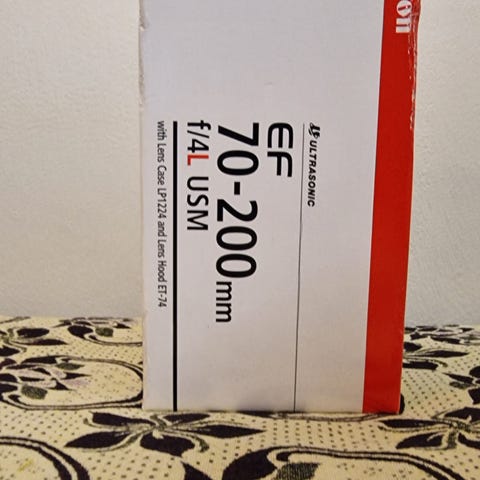 ULTRASONIC
EF
70-200mm
f/4L USM
with Lens Case LP1224 and Lens Hood ET-74